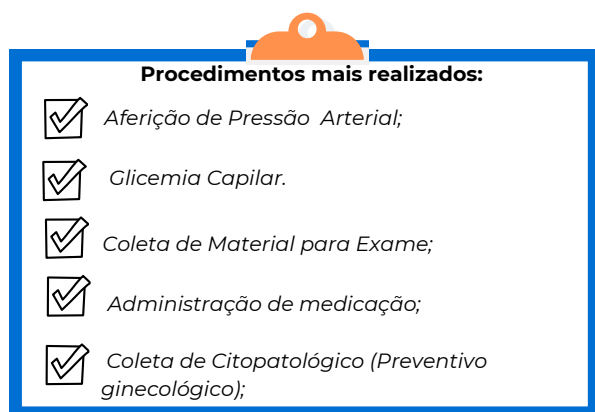 Procedimentos mais realizados:
Aferição de Pressão Arterial;
Glicemia Capilar.
Coleta de Material para Exame;
Administração de medicação;
Coleta de Citopatológico (Preventivo
ginecológico);